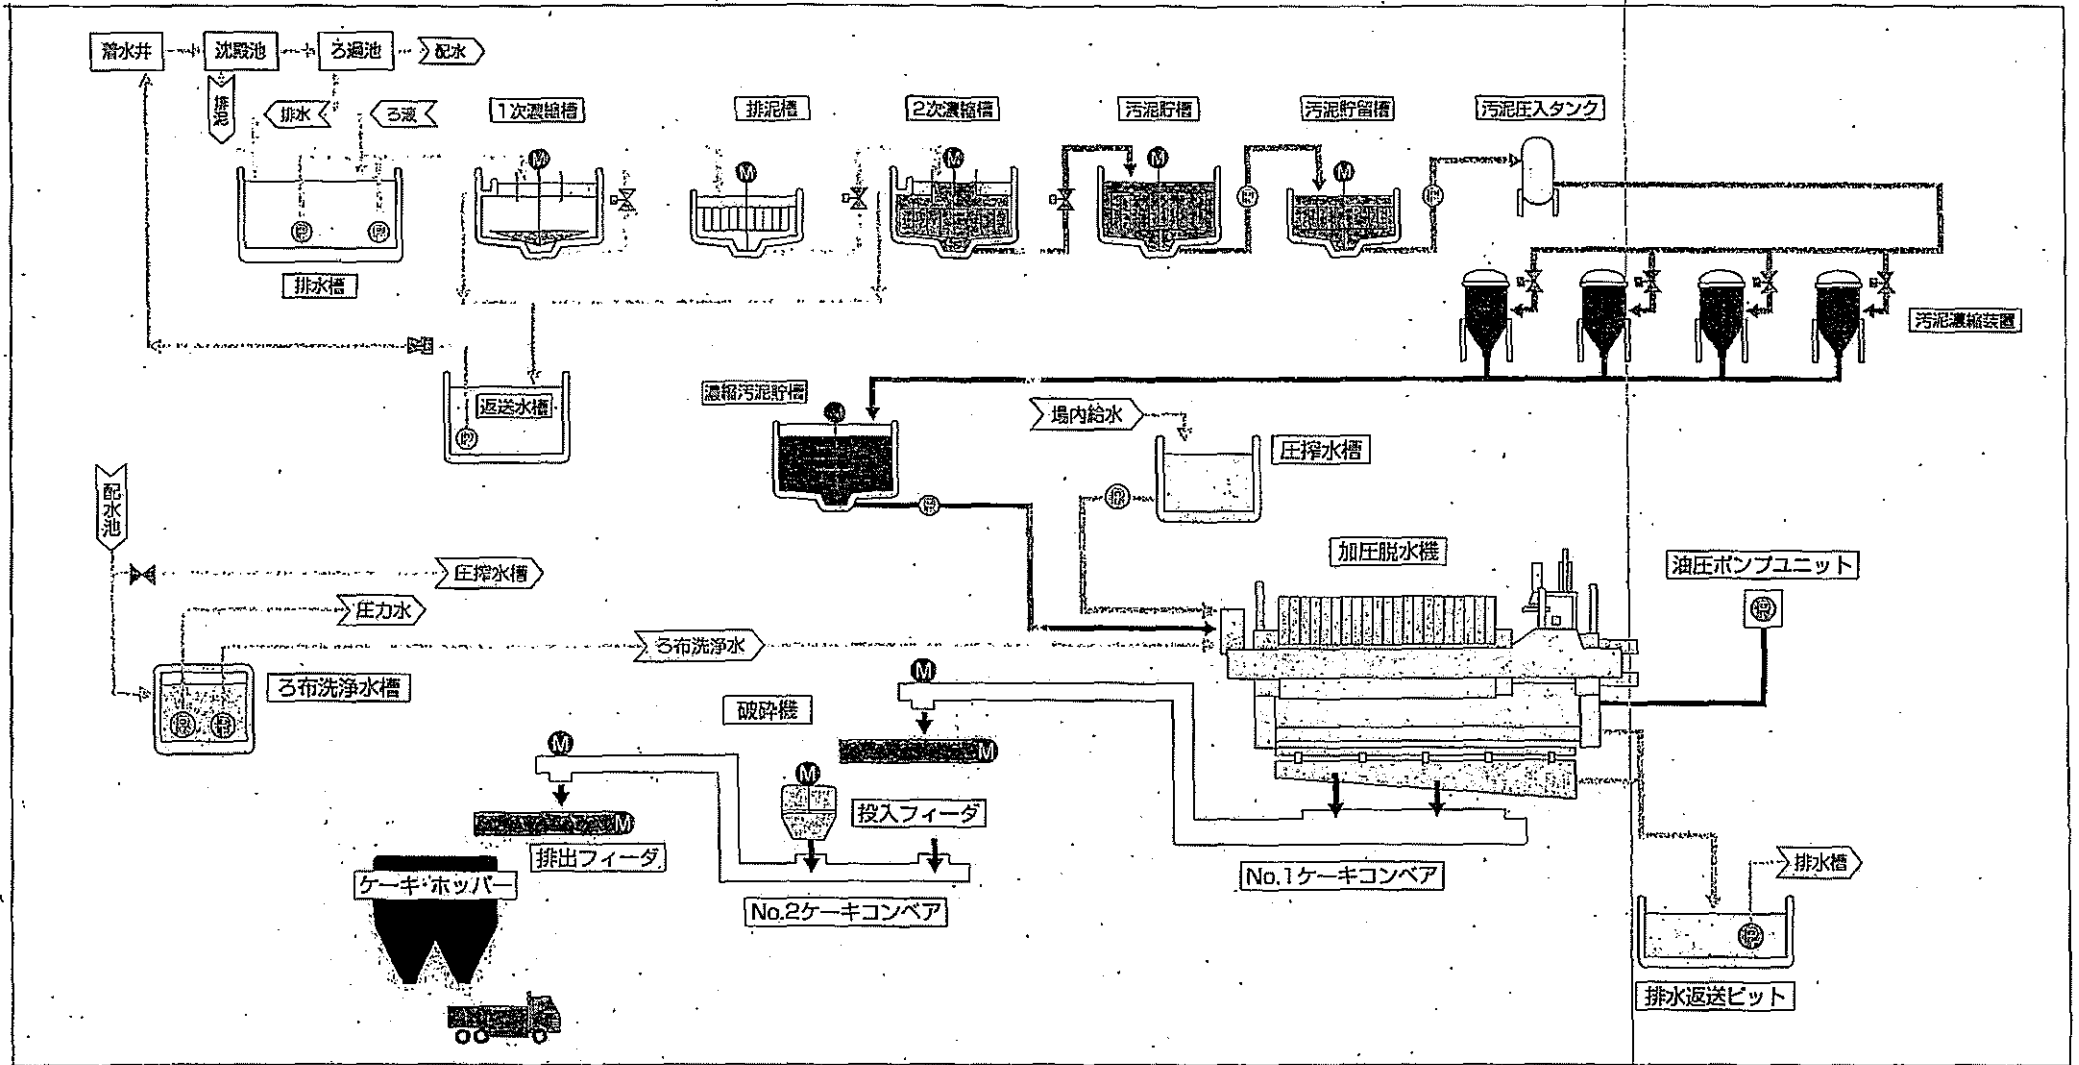 着水井
沈殿池
ろ過池
配水
排泥
排水
ろ液
1次濃縮槽
排泥槽
2次濃縮槽
汚泥貯槽
汚泥貯留槽
汚泥圧入タンク
M
M
M
M
M
P
P
P
P
排水槽
汚泥濃縮装置
返送水槽
P
濃縮汚泥貯槽
M
P
場内給水
圧搾水槽
P
配水池
圧搾水槽
圧力水
ろ布洗浄水
ろ布洗浄水槽
P
P
加圧脱水機
油圧ポンプユニット
P
破砕機
M
M
M
M
M
投入フィーダ
排出フィーダ
ケーキ・ホッパー
No.2ケーキコンベア
No.1ケーキコンベア
排水槽
P
排水返送ピット